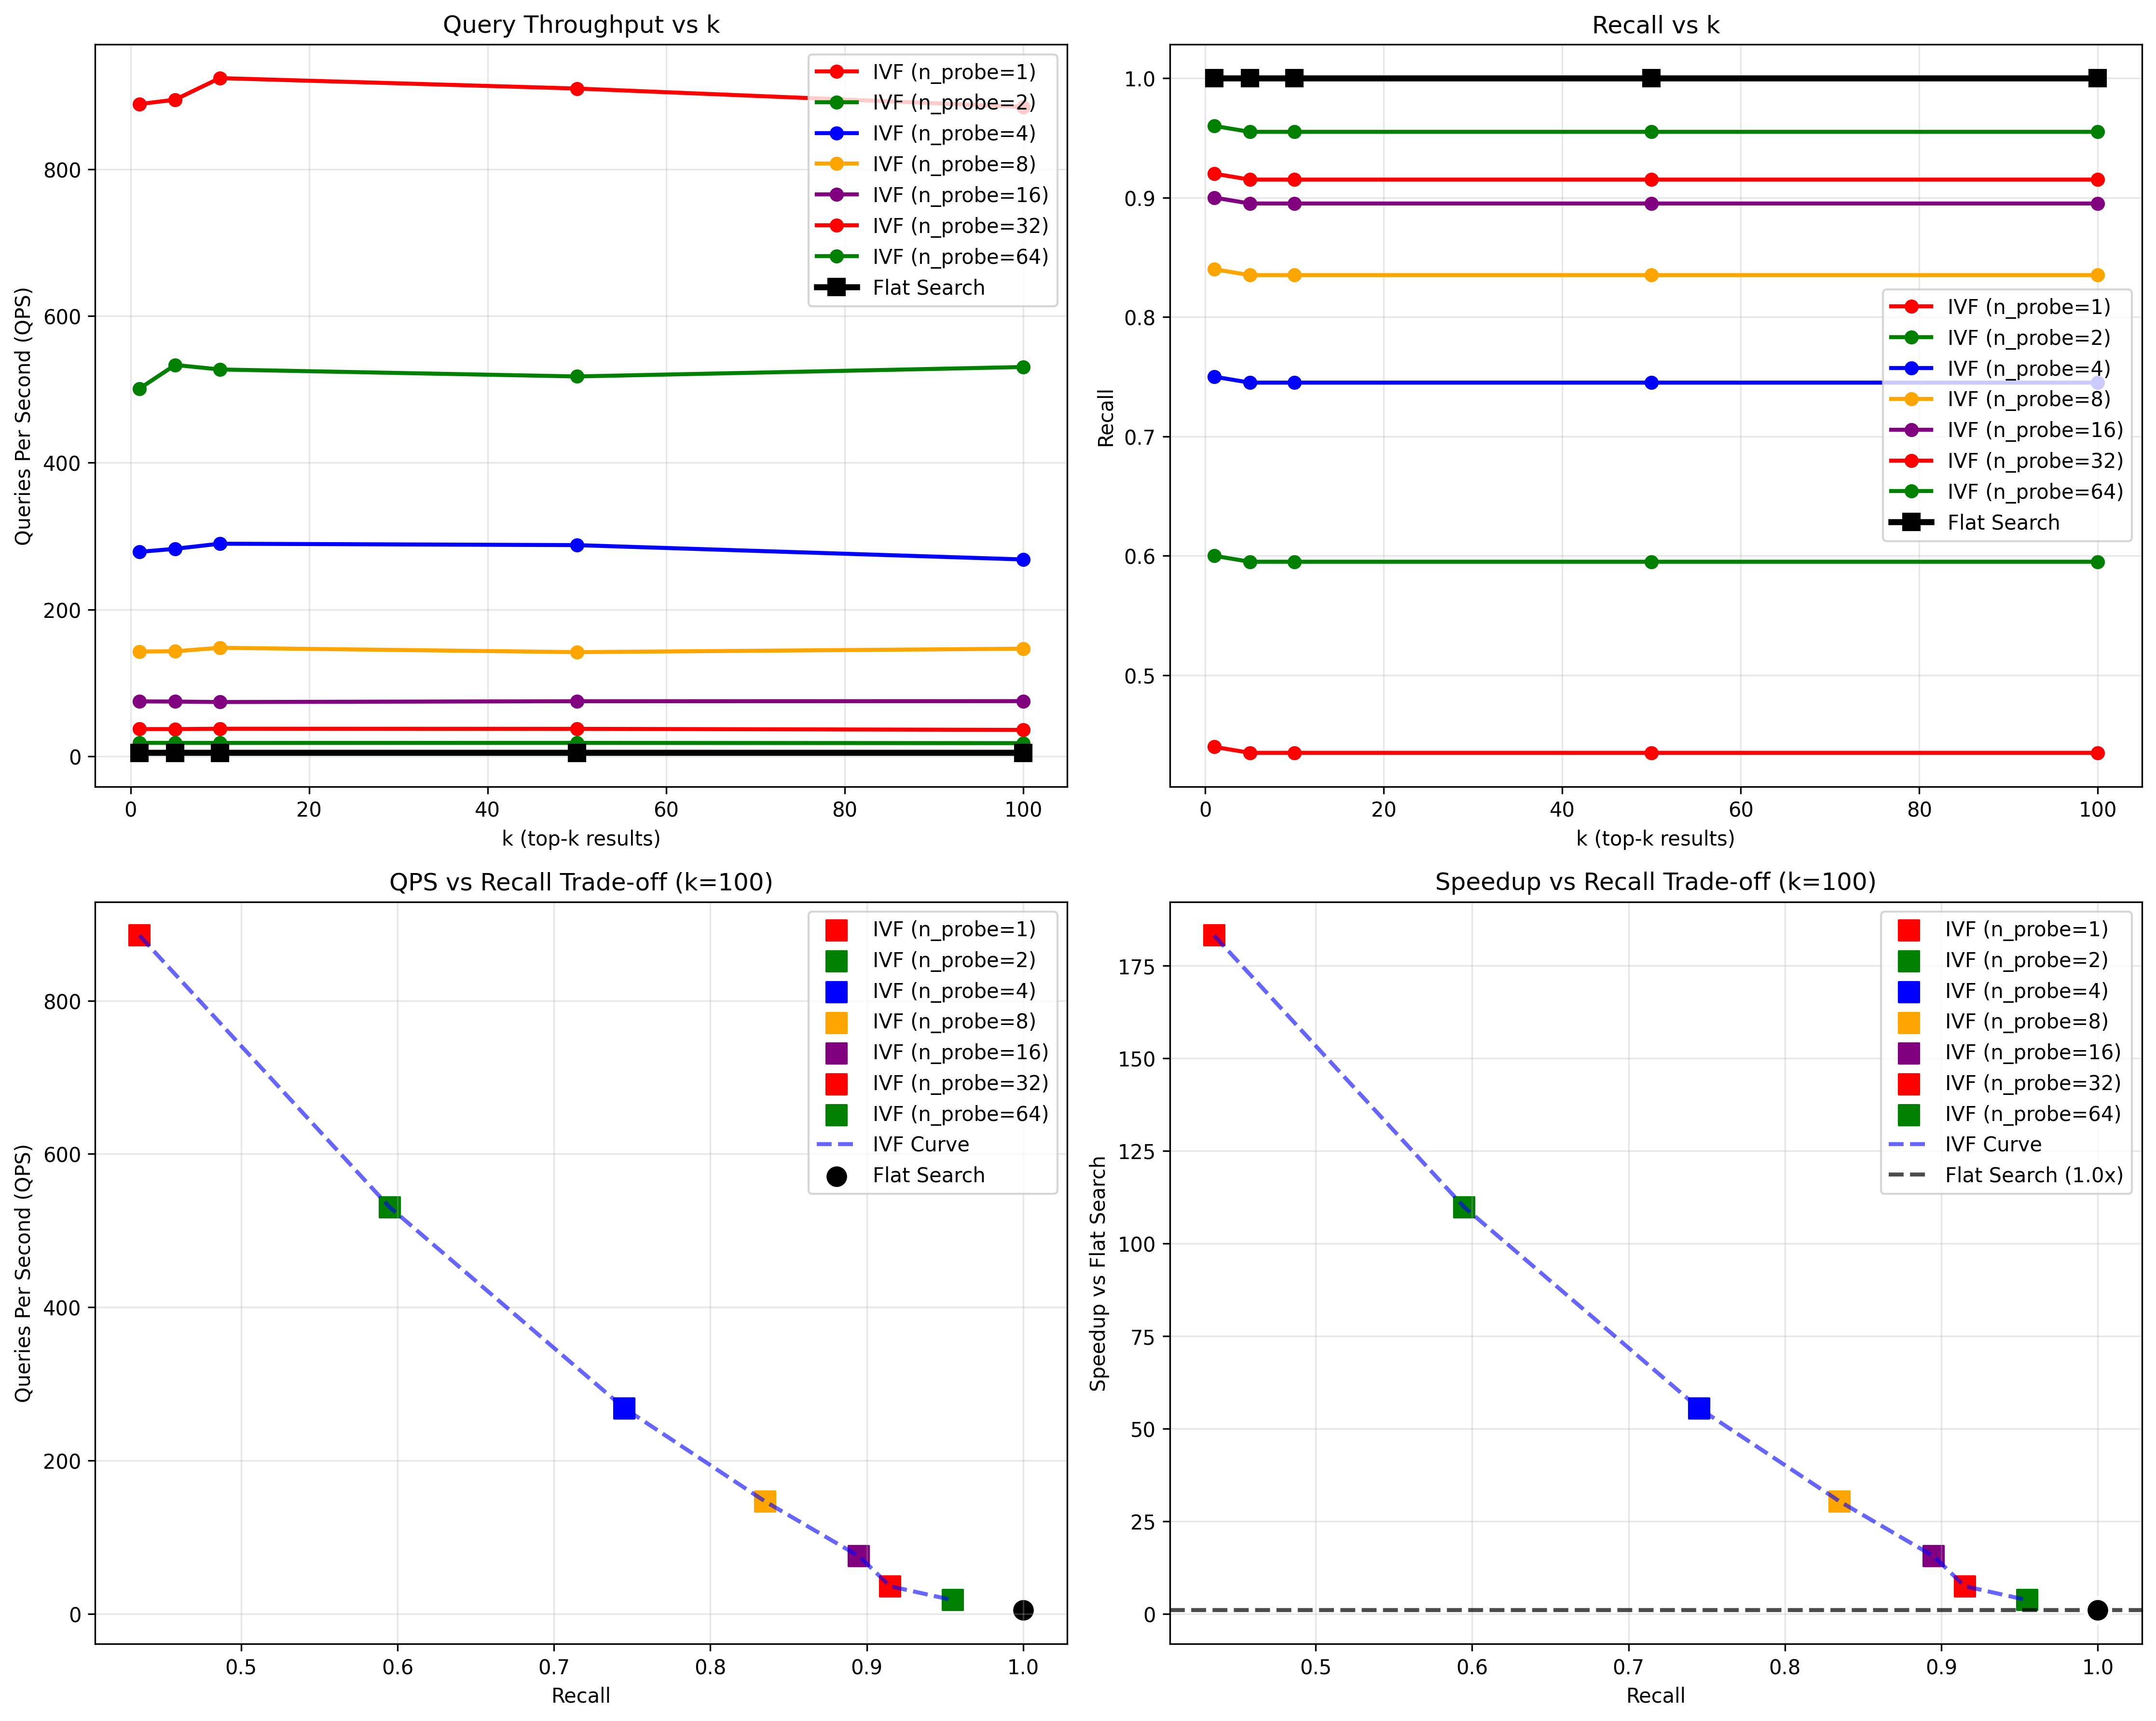 Query Throughput vs k
Queries Per Second (QPS)
800
600
400
200
0
0 20 40 60 80 100
k (top-k results)
IVF (n_probe=1)
IVF (n_probe=2)
IVF (n_probe=4)
IVF (n_probe=8)
IVF (n_probe=16)
IVF (n_probe=32)
IVF (n_probe=64)
Flat Search
Recall vs k
Recall
1.0
0.9
0.8
0.7
0.6
0.5
0 20 40 60 80 100
k (top-k results)
IVF (n_probe=1)
IVF (n_probe=2)
IVF (n_probe=4)
IVF (n_probe=8)
IVF (n_probe=16)
IVF (n_probe=32)
IVF (n_probe=64)
Flat Search
QPS vs Recall Trade-off (k=100)
Queries Per Second (QPS)
800
600
400
200
0
0.5 0.6 0.7 0.8 0.9 1.0
Recall
IVF (n_probe=1)
IVF (n_probe=2)
IVF (n_probe=4)
IVF (n_probe=8)
IVF (n_probe=16)
IVF (n_probe=32)
IVF (n_probe=64)
IVF Curve
Flat Search
Speedup vs Recall Trade-off (k=100)
Speedup vs Flat Search
175
150
125
100
75
50
25
0
0.5 0.6 0.7 0.8 0.9 1.0
Recall
IVF (n_probe=1)
IVF (n_probe=2)
IVF (n_probe=4)
IVF (n_probe=8)
IVF (n_probe=16)
IVF (n_probe=32)
IVF (n_probe=64)
IVF Curve
Flat Search (1.0x)